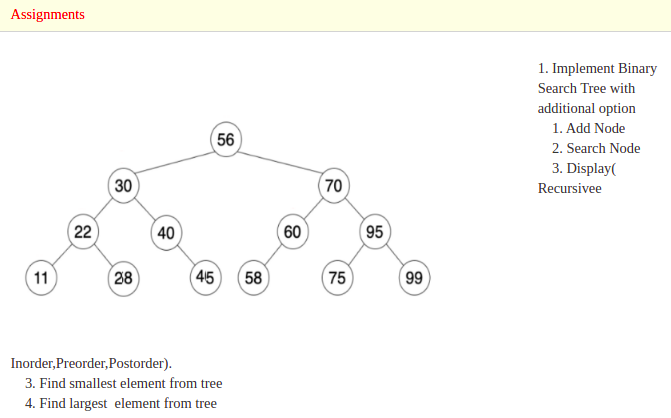 Assignments
1. Implement Binary
Search Tree with
additional option
1. Add Node
2. Search Node
3. Display(
Recursivee
56
30 70
22 40 60 95
11 28 45 58 75 99
Inorder,Preorder,Postorder).
3. Find smallest element from tree
4. Find largest element from tree